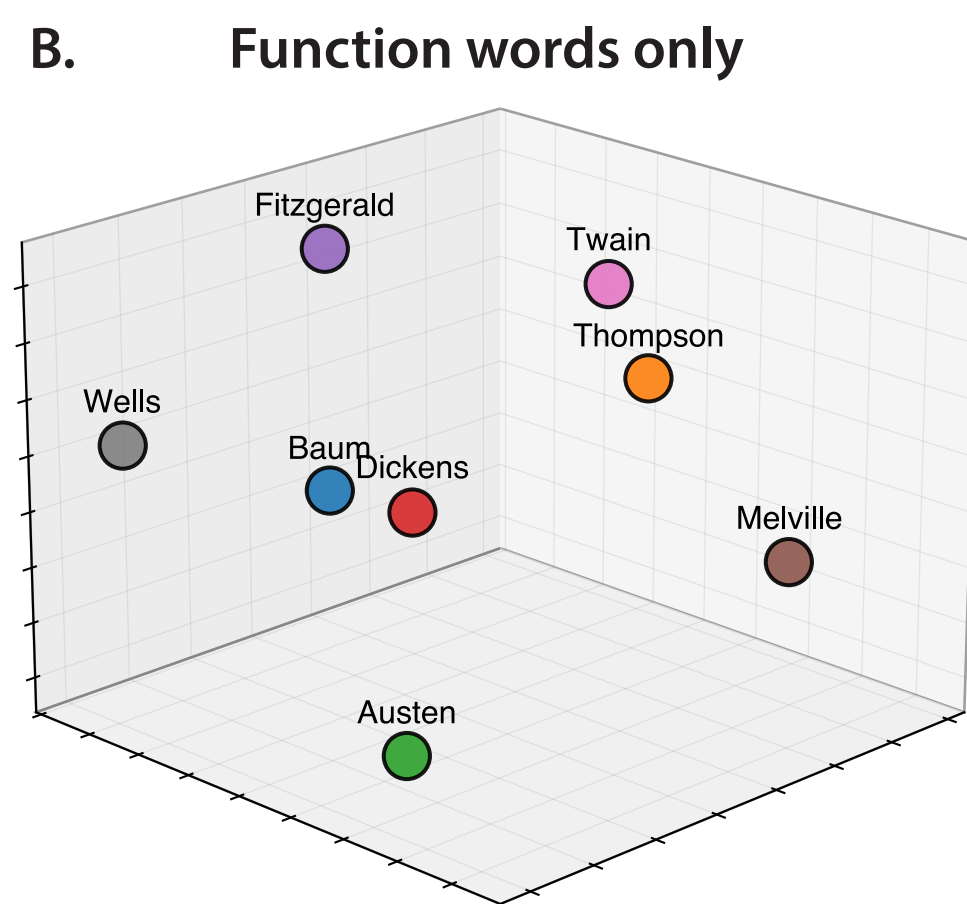 B. Function words only
Fitzgerald
Twain
Thompson
Wells
Baum
Dickens
Melville
Austen